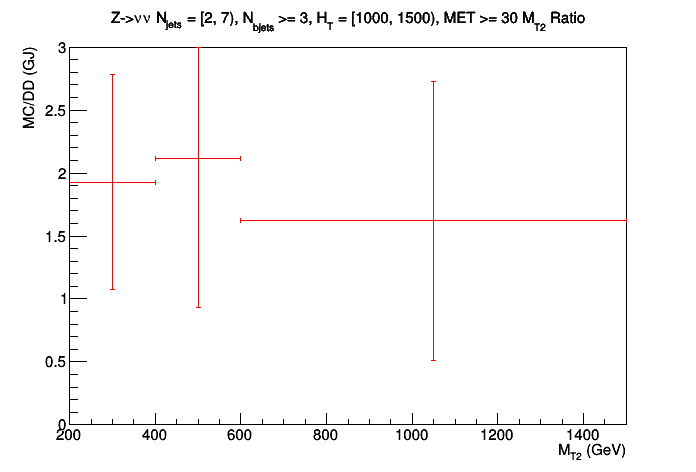 Z->νν N_jets = [2, 7), N_bjets >= 3, H_T = [1000, 1500), MET >= 30 M_T2 Ratio
MC/DD (GJ)
3
2.5
2
1.5
1
0.5
0
200 400 600 800 1000 1200 1400
M_T2 (GeV)